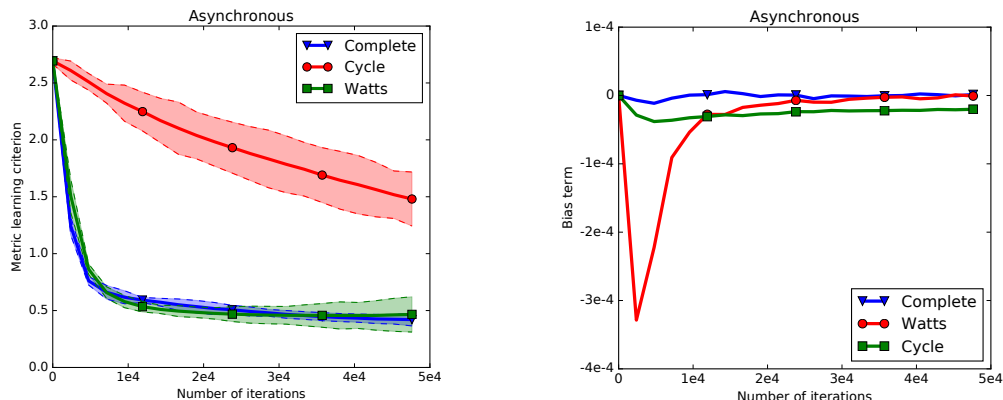 Asynchronous
Metric learning criterion
3.0
2.5
2.0
1.5
1.0
0.5
0.0
Complete
Cycle
Watts
0
1e4
2e4
3e4
4e4
5e4
Number of iterations
Asynchronous
Bias term
1e-4
0
-1e-4
-2e-4
-3e-4
-4e-4
Complete
Watts
Cycle
0
1e4
2e4
3e4
4e4
5e4
Number of iterations